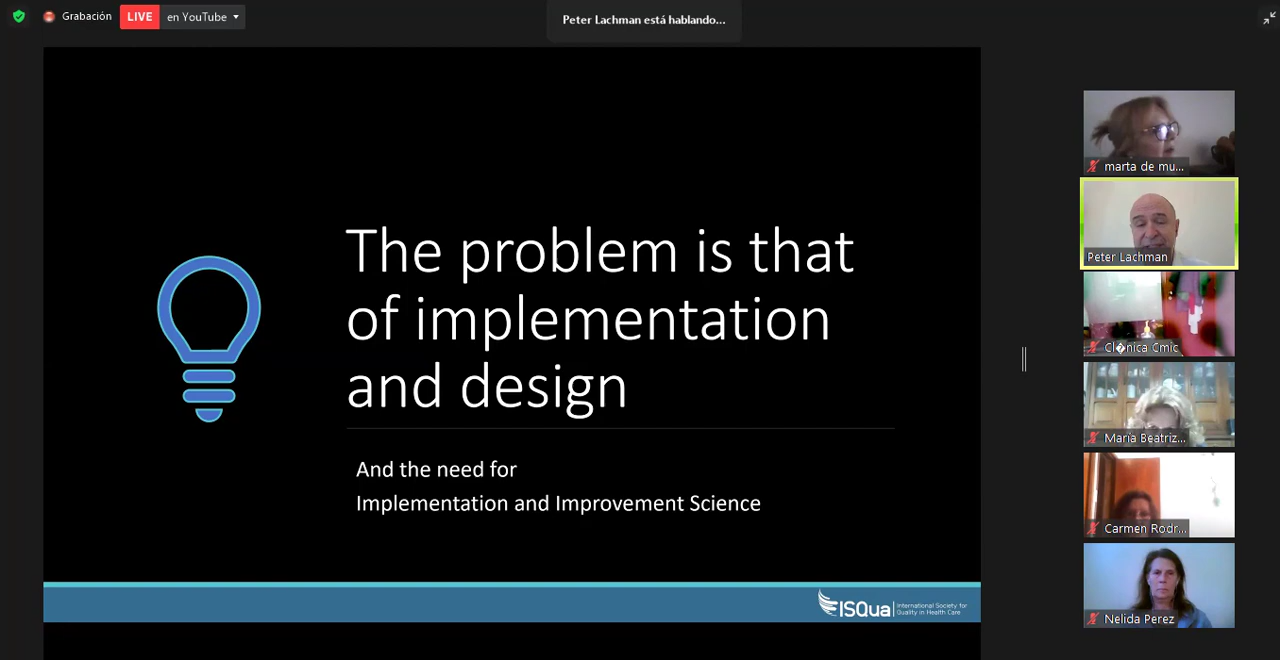 Grabación
LIVE
en YouTube
Peter Lachman está hablando...
The problem is that
of implementation
and design
And the need for
Implementation and Improvement Science
ISQua
International Society for
Quality in Health Care
marta de mu...
Peter Lachman
Cl�nica Cmic
María Beatriz...
Carmen Rodr...
Nelida Perez